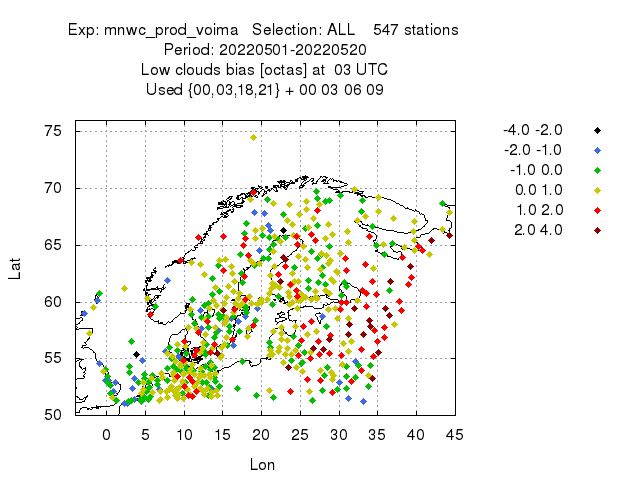 Exp: mnwc_prod_voima   Selection: ALL    547 stations
Period: 20220501-20220520
Low clouds bias [octas] at  03 UTC
Used {00,03,18,21} + 00 03 06 09
-4.0 -2.0
-2.0 -1.0
-1.0 0.0
0.0 1.0
1.0 2.0
2.0 4.0
75
70
65
60
55
50
Lat
0 5 10 15 20 25 30 35 40 45
Lon